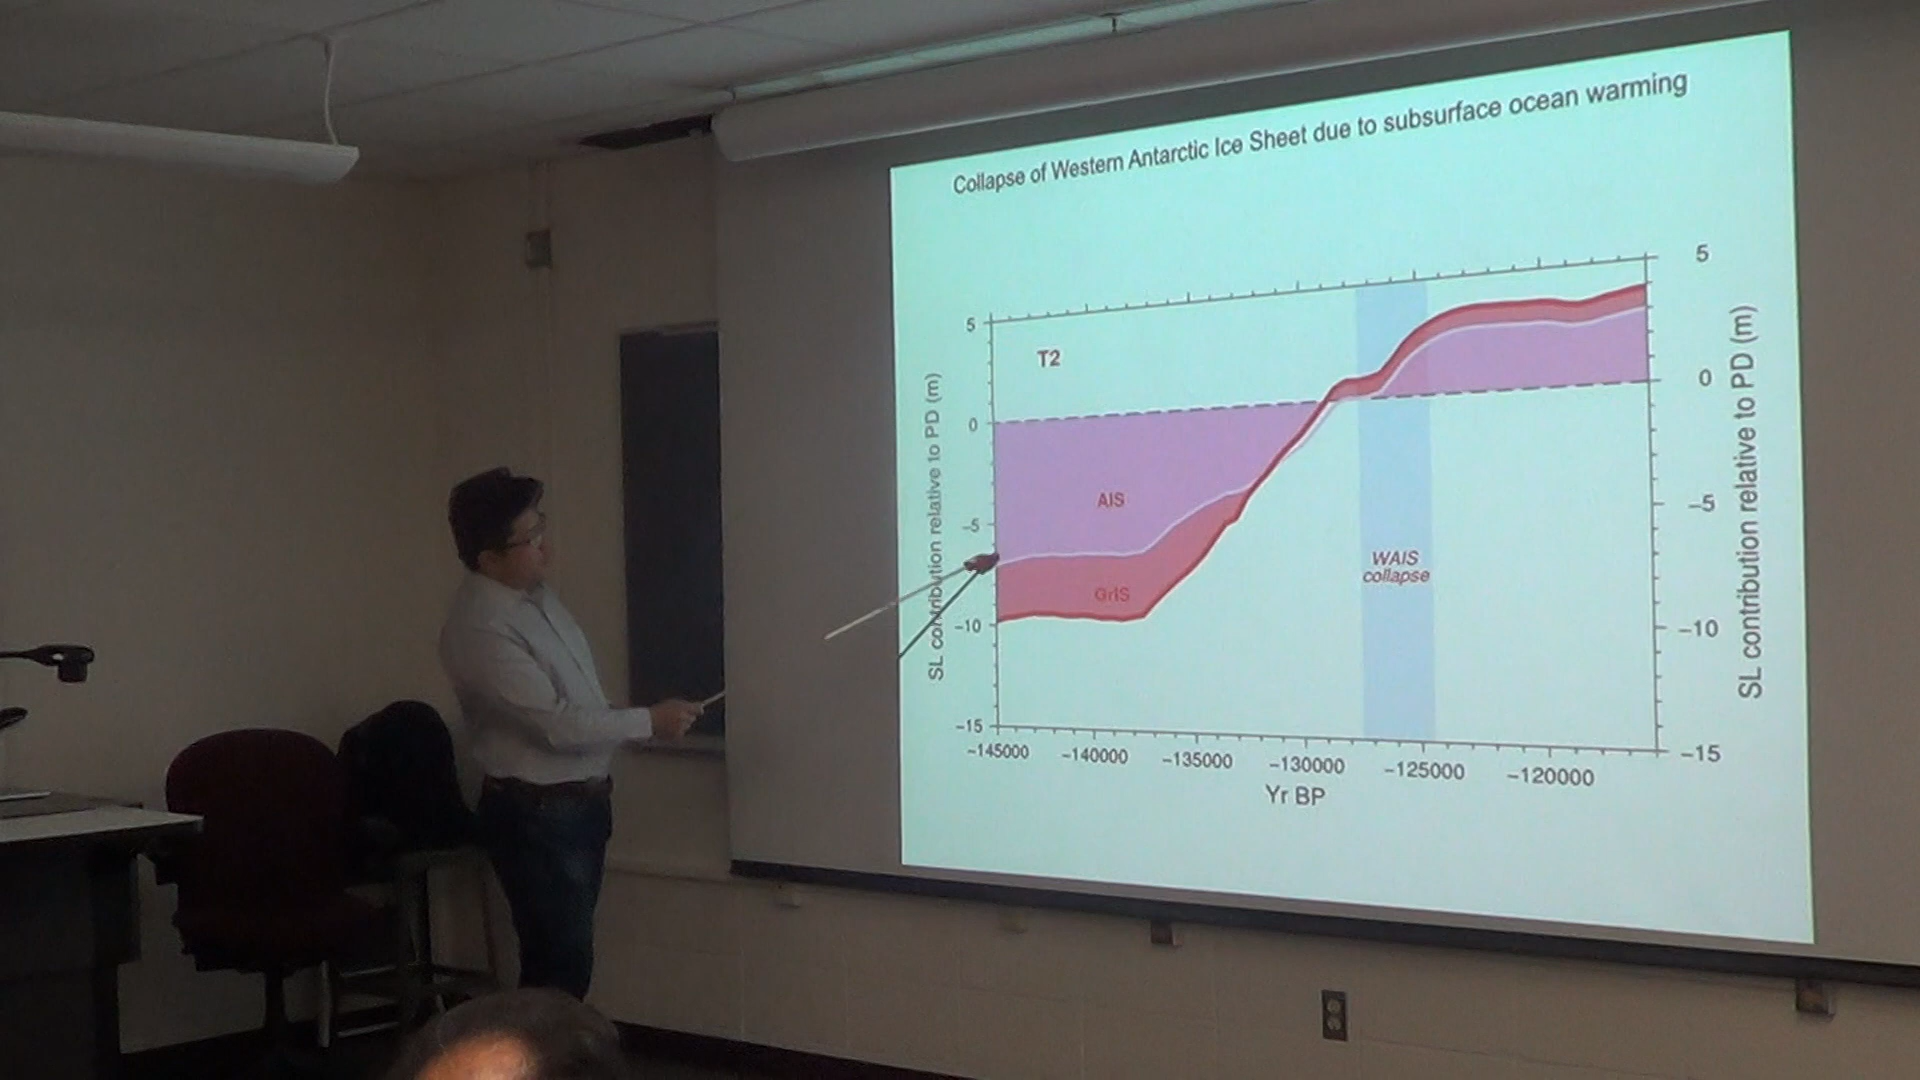 Collapse of Western Antarctic Ice Sheet due to subsurface ocean warming
5
5
T2
SL contribution relative to PD (m)
0
0
AIS
−5
−5
WAIS
collapse
GrIS
−10
−10
−15
−15
−145000 −140000 −135000 −130000 −125000 −120000
Yr BP
SL contribution relative to PD (m)